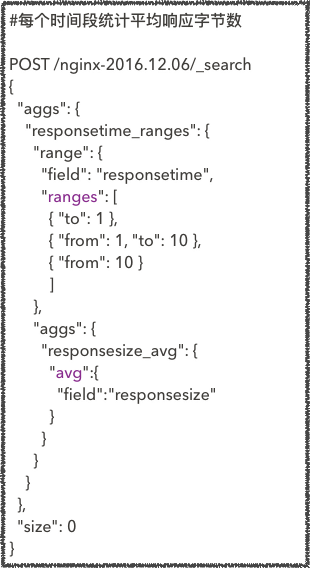 #每个时间段统计平均响应字节数

POST /nginx-2016.12.06/_search
{
  "aggs": {
    "responsetime_ranges": {
      "range": {
        "field": "responsetime",
        "ranges": [
          { "to": 1 },
          { "from": 1, "to": 10 },
          { "from": 10 }
          ]
      },
      "aggs": {
        "responsesize_avg": {
          "avg":{
            "field":"responsesize"
          }
        }
      }
    }
  },
  "size": 0
}